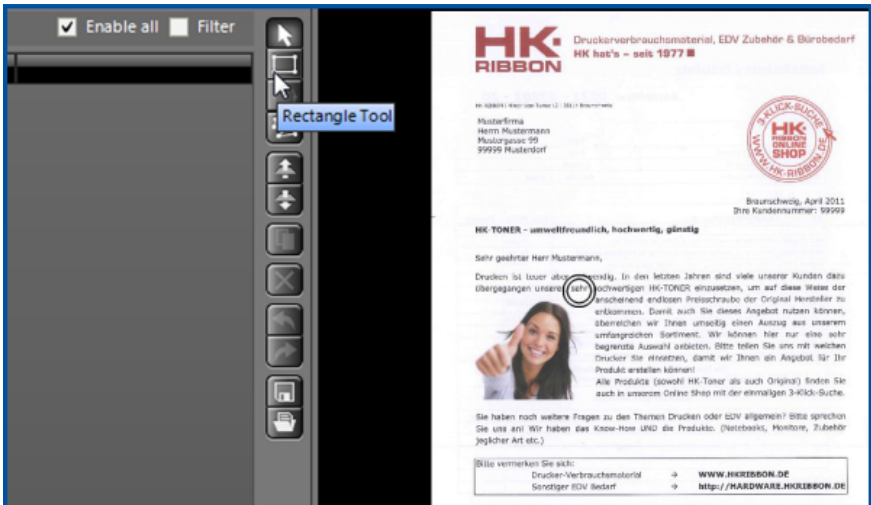 Enable all
Filter
Rectangle Tool
HK
RIBBON
Druckerverbrauchsmaterial, EDV Zubehör & Bürobedarf
HK hat's – seit 1977
Musterfirma
Herrn Mustermann
Mustergasse 99
99999 Musterdorf
3-KLICK-SUCHE
HK
RIBBON
ONLINE
SHOP
WWW.HK-RIBBON.DE
Braunschweig, April 2011
Ihre Kundennummer: 99999
HK-TONER - umweltfreundlich, hochwertig, günstig
Sehr geehrter Herr Mustermann,
Drucken ist teuer aber notwendig. In den letzten Jahren sind viele unserer Kunden dazu
übergegangen unsere sehr hochwertigen HK-TONER einzusetzen, um auf diese Weise der
anscheinend endlosen Preisschraube der Original Hersteller zu
entkommen. Damit auch Sie dieses Angebot nutzen können,
überreichen wir Ihnen umseitig einen Auszug aus unserem
umfangreichen Sortiment. Wir können hier nur eine sehr
begrenzte Auswahl anbieten. Bitte teilen Sie uns mit welchen
Drucker Sie einsetzen, damit wir Ihnen ein Angebot für Ihr
Produkt erstellen können!
Alle Produkte (sowohl HK-Toner als auch Original) finden Sie
auch in unserem Online Shop mit der einmaligen 3-Klick-Suche.
Sie haben noch weitere Fragen zu den Themen Drucken oder EDV allgemein? Bitte sprechen
Sie uns an! Wir haben das Know-How UND die Produkte. (Notebooks, Monitore, Zubehör
jeglicher Art etc.)
Bitte vermerken Sie sich:
Drucker-Verbrauchsmaterial → WWW.HKRIBBON.DE
Sonstiger EDV Bedarf → http://HARDWARE.HKRIBBON.DE